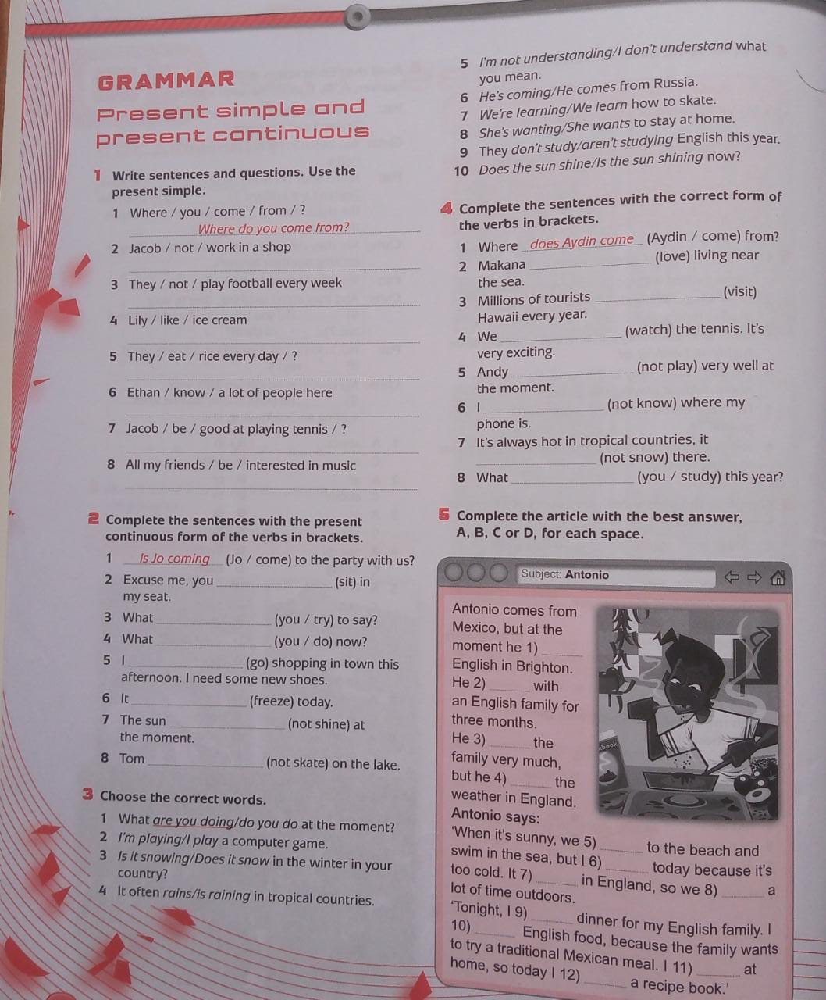 GRAMMAR
Present simple and
present continuous
1 Write sentences and questions. Use the
present simple.
1 Where / you / come / from / ?
Where do you come from?
2 Jacob / not / work in a shop
3 They / not / play football every week
4 Lily / like / ice cream
5 They / eat / rice every day / ?
6 Ethan / know / a lot of people here
7 Jacob / be / good at playing tennis / ?
8 All my friends / be / interested in music
2 Complete the sentences with the present
continuous form of the verbs in brackets.
1 Is Jo coming (Jo / come) to the party with us?
2 Excuse me, you ____________ (sit) in
my seat.
3 What ____________ (you / try) to say?
4 What ____________ (you / do) now?
5 I ____________ (go) shopping in town this
afternoon. I need some new shoes.
6 It ____________ (freeze) today.
7 The sun ____________ (not shine) at
the moment.
8 Tom ____________ (not skate) on the lake.
3 Choose the correct words.
1 What are you doing/do you do at the moment?
2 I'm playing/I play a computer game.
3 Is it snowing/Does it snow in the winter in your
country?
4 It often rains/is raining in tropical countries.
5 I'm not understanding/I don't understand what
you mean.
6 He's coming/He comes from Russia.
7 We're learning/We learn how to skate.
8 She's wanting/She wants to stay at home.
9 They don't study/aren't studying English this year.
10 Does the sun shine/Is the sun shining now?
4 Complete the sentences with the correct form of
the verbs in brackets.
1 Where does Aydin come (Aydin / come) from?
2 Makana ____________ (love) living near
the sea.
3 Millions of tourists ____________ (visit)
Hawaii every year.
4 We ____________ (watch) the tennis. It's
very exciting.
5 Andy ____________ (not play) very well at
the moment.
6 I ____________ (not know) where my
phone is.
7 It's always hot in tropical countries, it
____________ (not snow) there.
8 What ____________ (you / study) this year?
5 Complete the article with the best answer,
A, B, C or D, for each space.
Subject: Antonio
Antonio comes from
Mexico, but at the
moment he 1) _____
English in Brighton.
He 2) _____ with
an English family for
three months.
He 3) _____ the
family very much,
but he 4) _____ the
weather in England.
Antonio says:
'When it's sunny, we 5) _____ to the beach and
swim in the sea, but I 6) _____ today because it's
too cold. It 7) _____ in England, so we 8) _____ a
lot of time outdoors.
'Tonight, I 9) _____ dinner for my English family. I
10) _____ English food, because the family wants
to try a traditional Mexican meal. I 11) _____ at
home, so today I 12) _____ a recipe book.'